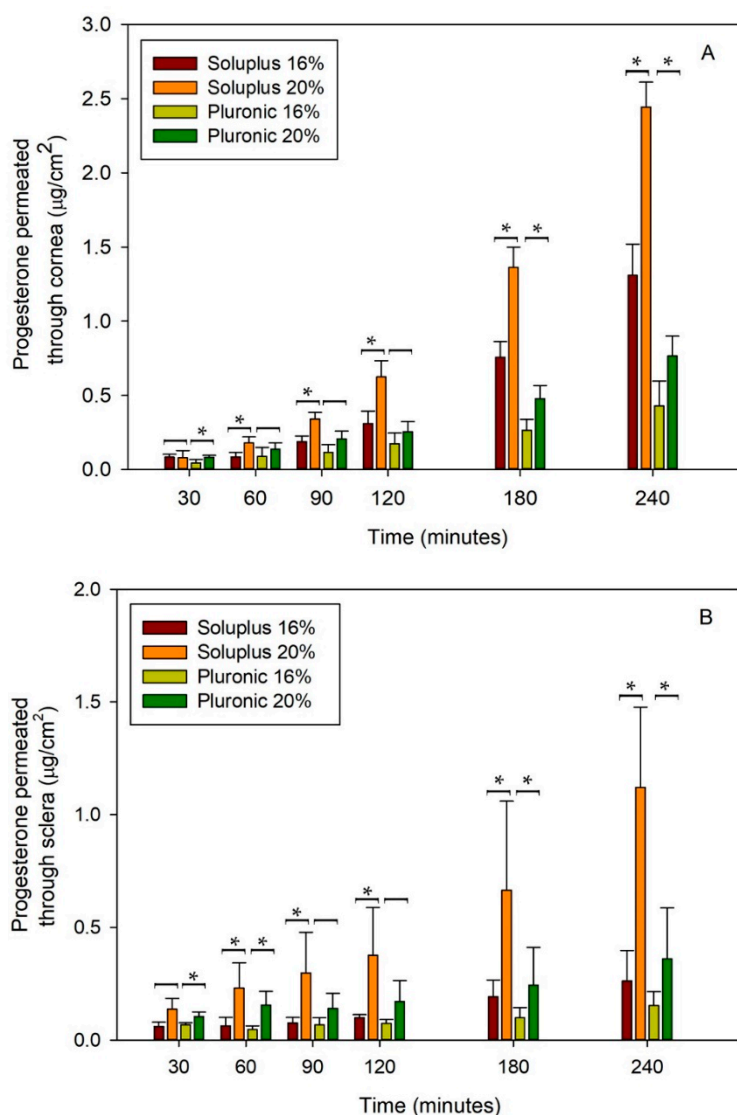 A
Soluplus 16%
Soluplus 20%
Pluronic 16%
Pluronic 20%
Progesterone permeated
through cornea (µg/cm²)
3.0
2.5
2.0
1.5
1.0
0.5
0.0
* * * * * * * * *
30 60 90 120 180 240
Time (minutes)
B
Soluplus 16%
Soluplus 20%
Pluronic 16%
Pluronic 20%
Progesterone permeated
through sclera (µg/cm²)
2.0
1.5
1.0
0.5
0.0
* * * * * * * * *
30 60 90 120 180 240
Time (minutes)